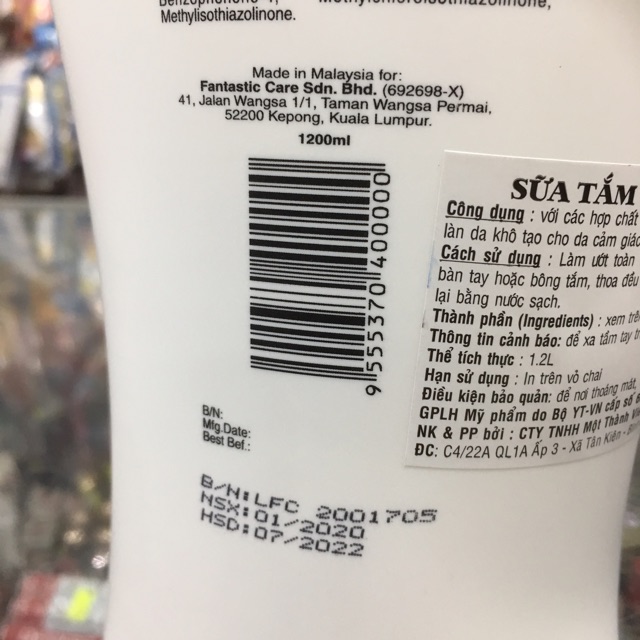 Methylchloroisothiazolinone,
Methylisothiazolinone.
Made in Malaysia for:
Fantastic Care Sdn. Bhd. (692698-X)
41, Jalan Wangsa 1/1, Taman Wangsa Permai,
52200 Kepong, Kuala Lumpur.
1200ml
9 555370 400000
B/N:
Mfg.Date:
Best Bef.:
B/N:LFC 2001705
NSX:01/2020
HSD:07/2022
SỮA TẮM
Công dụng : với các hợp chất
làn da khô tạo cho da cảm giác
Cách sử dụng : Làm ướt toàn
bàn tay hoặc bông tắm, thoa đều
lại bằng nước sạch.
Thành phần (Ingredients) : xem trên
Thông tin cảnh báo: để xa tầm tay
Thể tích thực : 1.2L
Hạn sử dụng : In trên vỏ chai
Điều kiện bảo quản: để nơi thoáng mát,
GPLH Mỹ phẩm do Bộ YT-VN cấp số
NK & PP bởi : CTY TNHH Một Thành
ĐC: C4/22A QL1A Ấp 3 - Xã Tân Kiên -